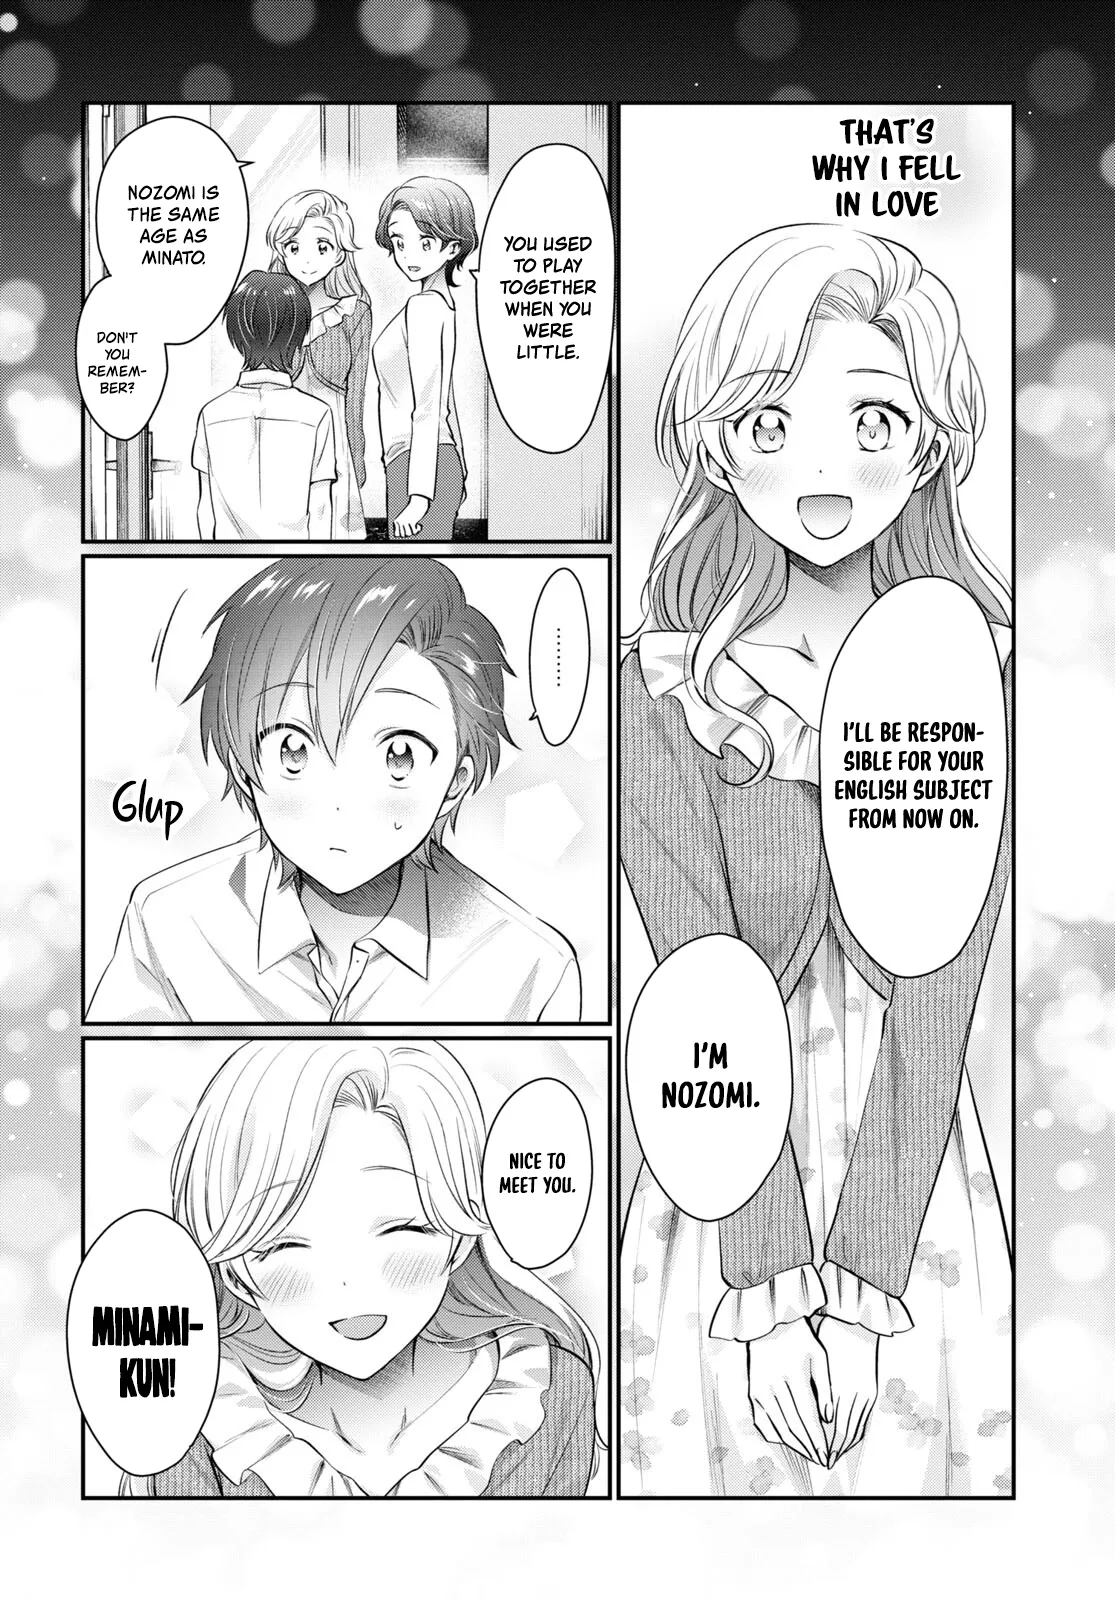 THAT'S
WHY I FELL
IN LOVE
I'LL BE RESPON-
SIBLE FOR YOUR
ENGLISH SUBJECT
FROM NOW ON.
I'M
NOZOMI.
YOU USED
TO PLAY
TOGETHER
WHEN YOU
WERE
LITTLE.
NOZOMI IS
THE SAME
AGE AS
MINATO.
DON'T
YOU
REMEM-
BER?
.........
Glup
NICE TO
MEET YOU.
MINAMI-
KUN!